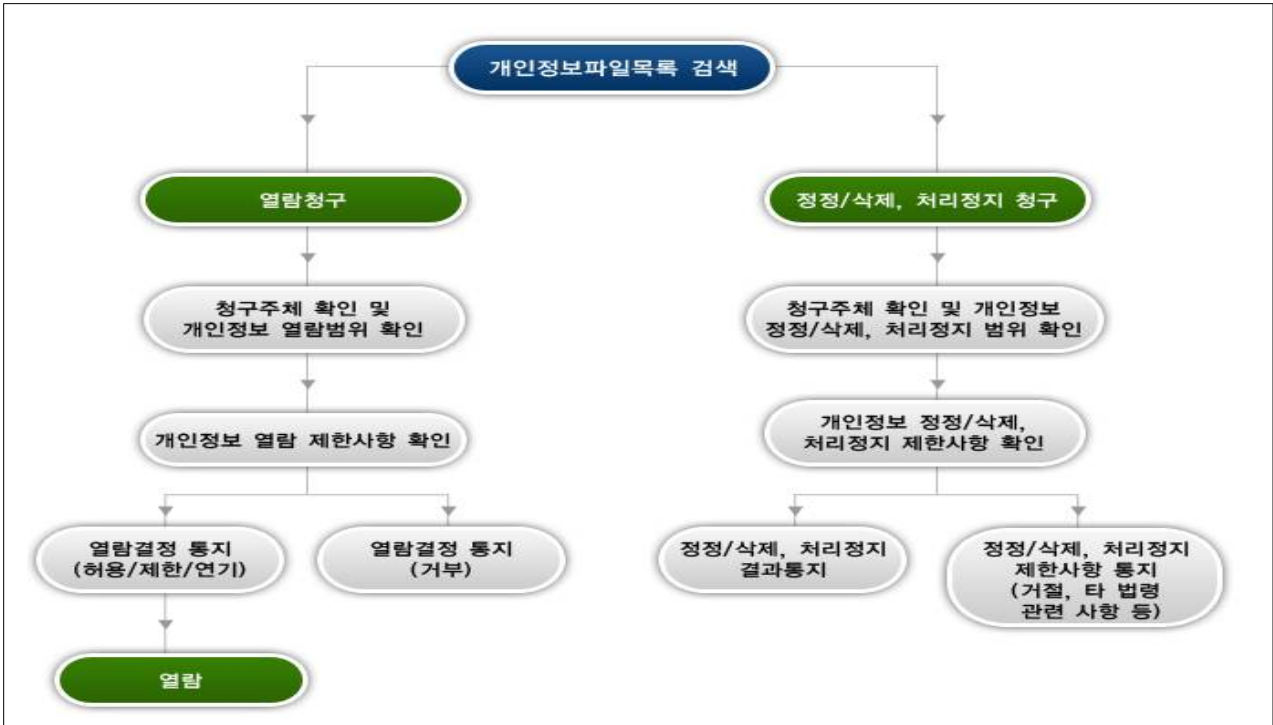 개인정보파일목록 검색
열람청구
정정/삭제, 처리정지 청구
청구주체 확인 및
개인정보 열람범위 확인
청구주체 확인 및 개인정보
정정/삭제, 처리정지 범위 확인
개인정보 열람 제한사항 확인
개인정보 정정/삭제,
처리정지 제한사항 확인
열람결정 통지
(허용/제한/연기)
열람결정 통지
(거부)
정정/삭제, 처리정지
결과통지
정정/삭제, 처리정지
제한사항 통지
(거절, 타 법령
관련 사항 등)
열람